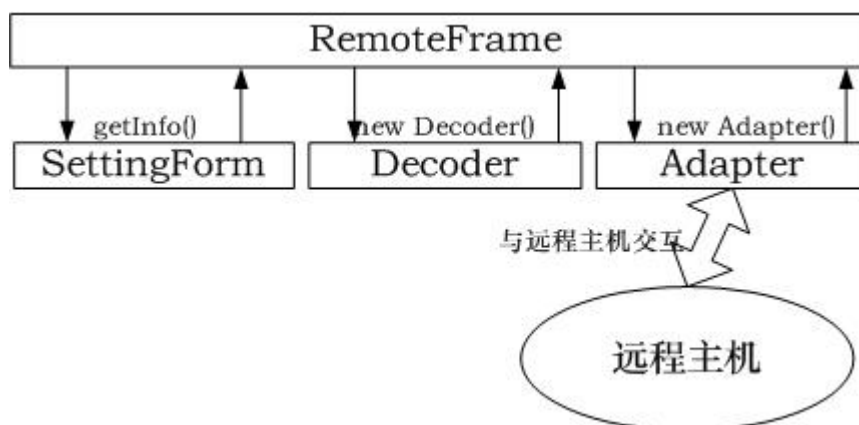 RemoteFrame
getInfo()
new Decoder()
new Adapter()
SettingForm
Decoder
Adapter
与远程主机交互
远程主机